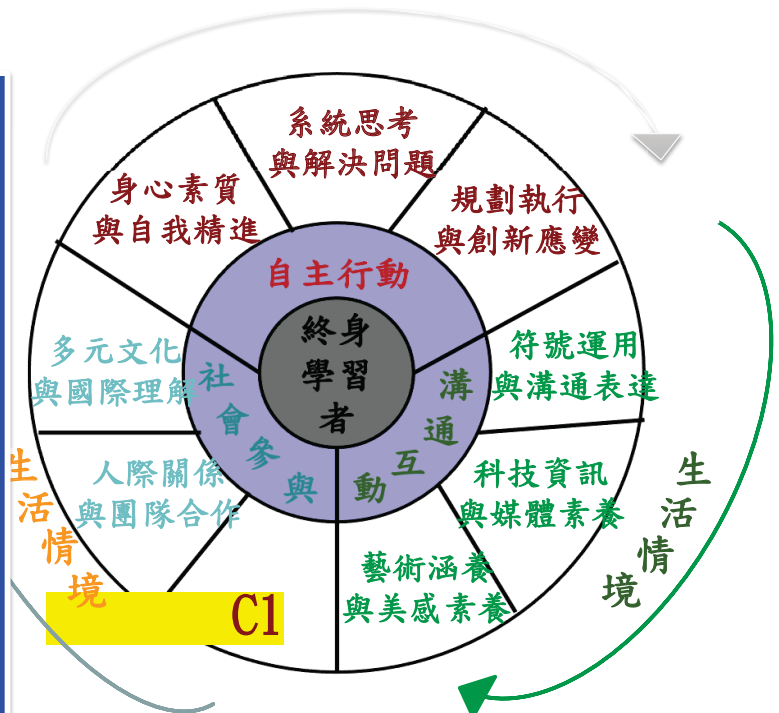 系統思考
與解決問題
身心素質
與自我精進
規劃執行
與創新應變
自主行動
終身
學習
者
多元文化
與國際理解
社會參與
溝通互動
符號運用
與溝通表達
人際關係
與團隊合作
科技資訊
與媒體素養
藝術涵養
與美感素養
生活情境
生活情境
C1